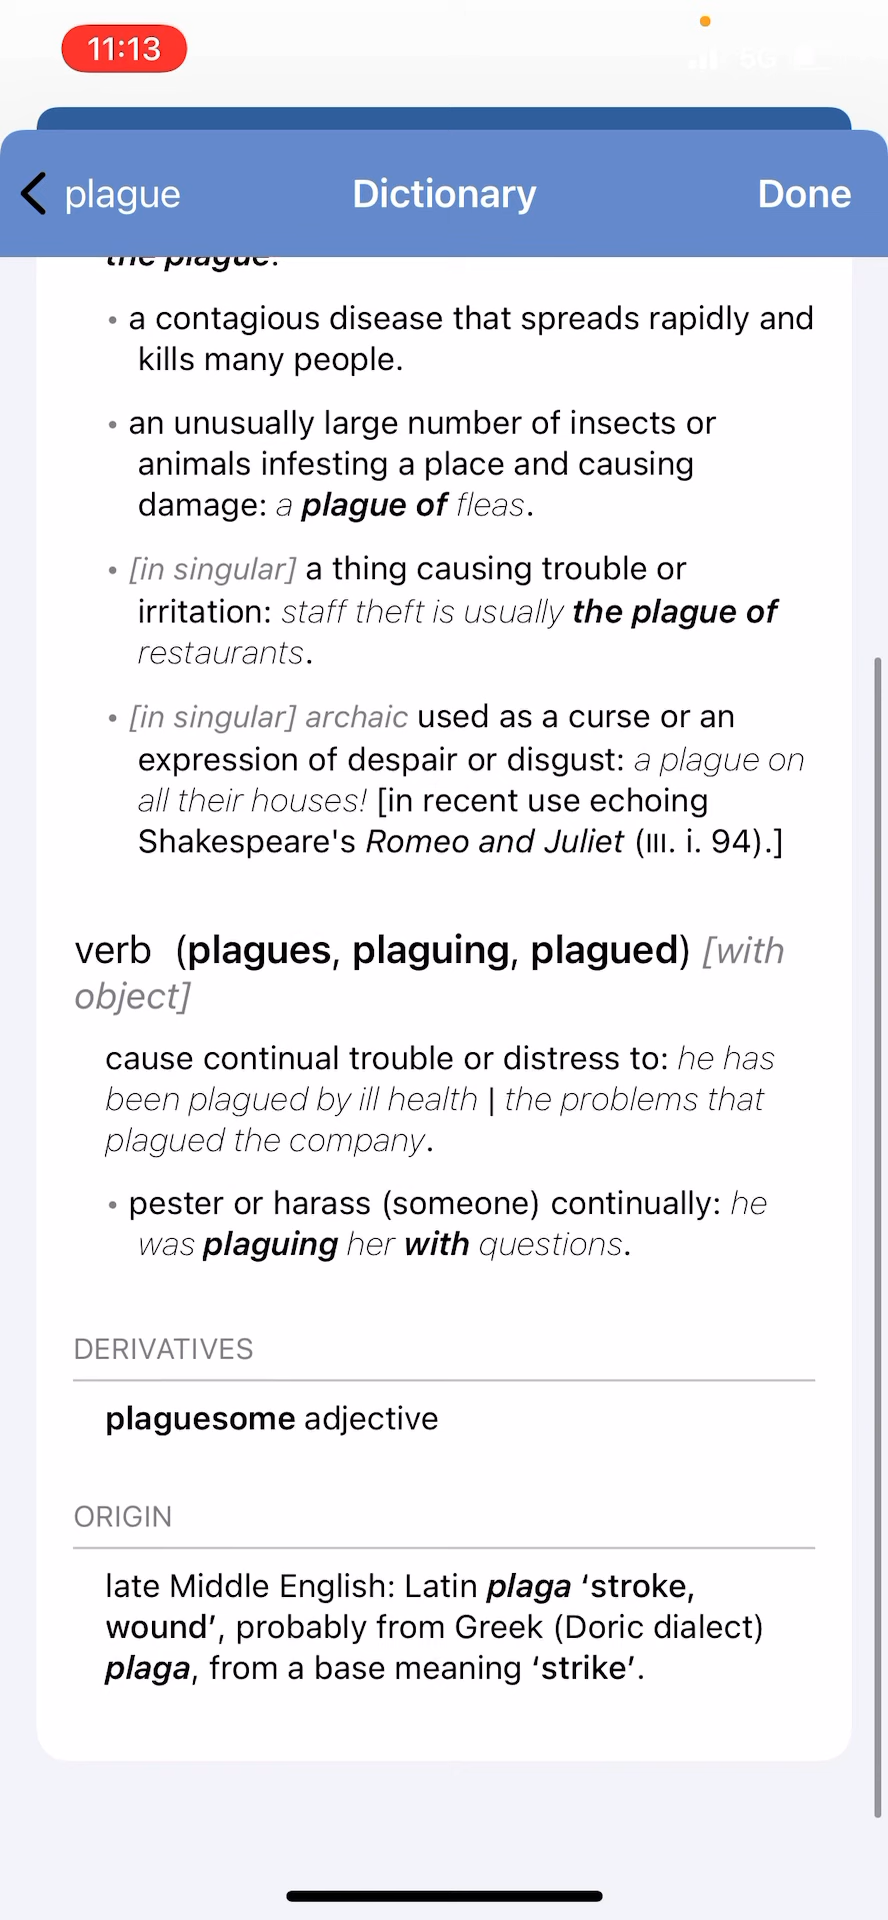 11:13
5G
plague
Dictionary
Done
the plague.
• a contagious disease that spreads rapidly and
kills many people.
• an unusually large number of insects or
animals infesting a place and causing
damage: a plague of fleas.
• [in singular] a thing causing trouble or
irritation: staff theft is usually the plague of
restaurants.
• [in singular] archaic used as a curse or an
expression of despair or disgust: a plague on
all their houses! [in recent use echoing
Shakespeare's Romeo and Juliet (III. i. 94).]
verb (plagues, plaguing, plagued) [with
object]
cause continual trouble or distress to: he has
been plagued by ill health | the problems that
plagued the company.
• pester or harass (someone) continually: he
was plaguing her with questions.
DERIVATIVES
plaguesome adjective
ORIGIN
late Middle English: Latin plaga ‘stroke,
wound’, probably from Greek (Doric dialect)
plaga, from a base meaning ‘strike’.